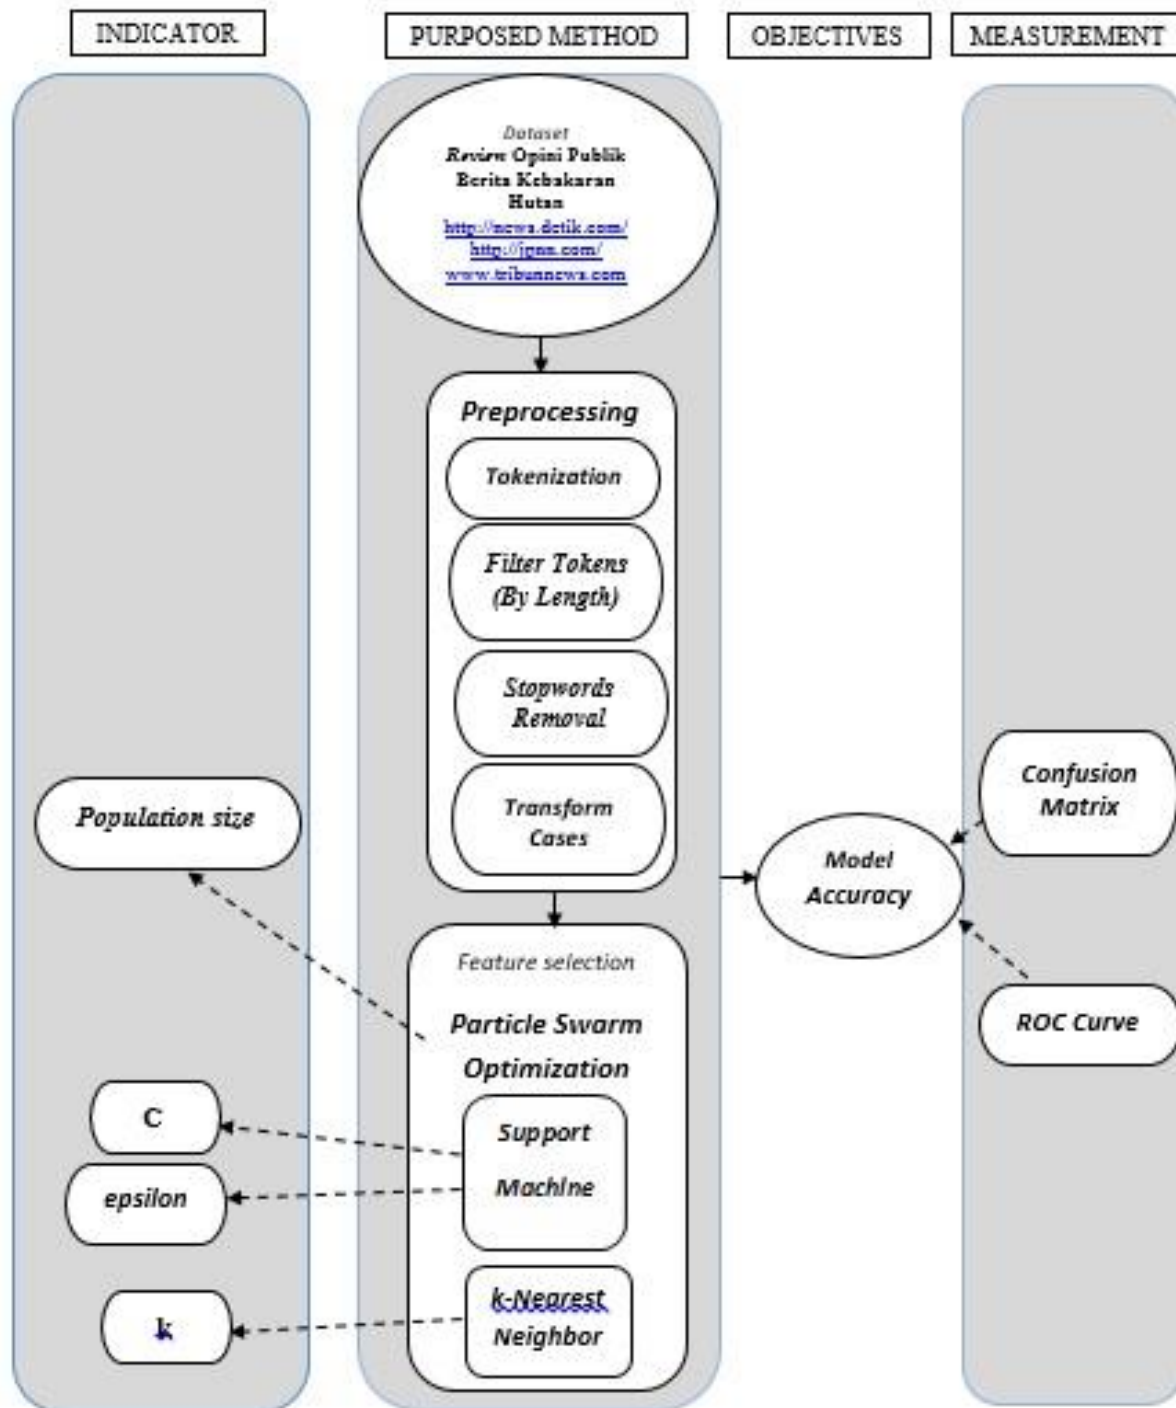 INDICATOR
PURPOSED METHOD
OBJECTIVES
MEASUREMENT
Dataset
Review Opini Publik
Berita Kebakaran
Hutan
http://news.detik.com/
http://jpnn.com/
www.tribunnews.com
Preprocessing
Tokenization
Filter Tokens
(By Length)
Stopwords
Removal
Transform
Cases
Population size
Confusion
Matrix
Model
Accuracy
ROC Curve
Feature selection
Particle Swarm
Optimization
C
Support
Machine
epsilon
k-Nearest
Neighbor
k